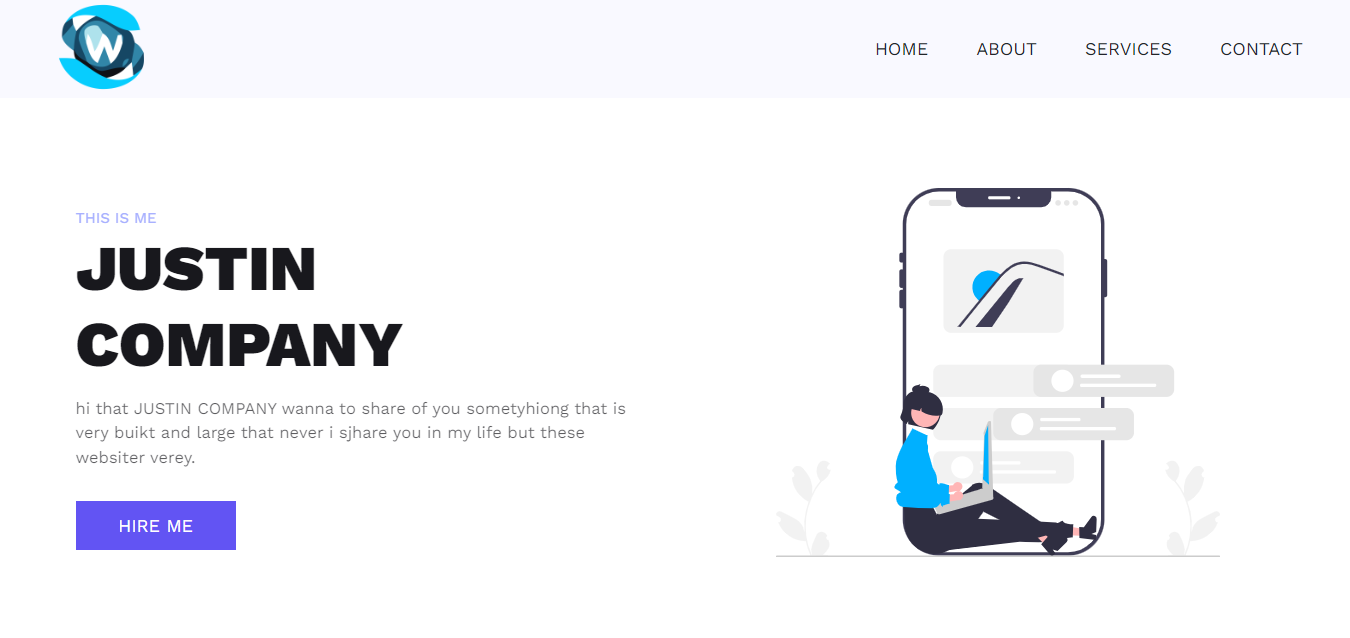 W
HOME ABOUT SERVICES CONTACT
THIS IS ME
JUSTIN
COMPANY
hi that JUSTIN COMPANY wanna to share of you sometyhiong that is
very buikt and large that never i sjhare you in my life but these
websiter verey.
HIRE ME